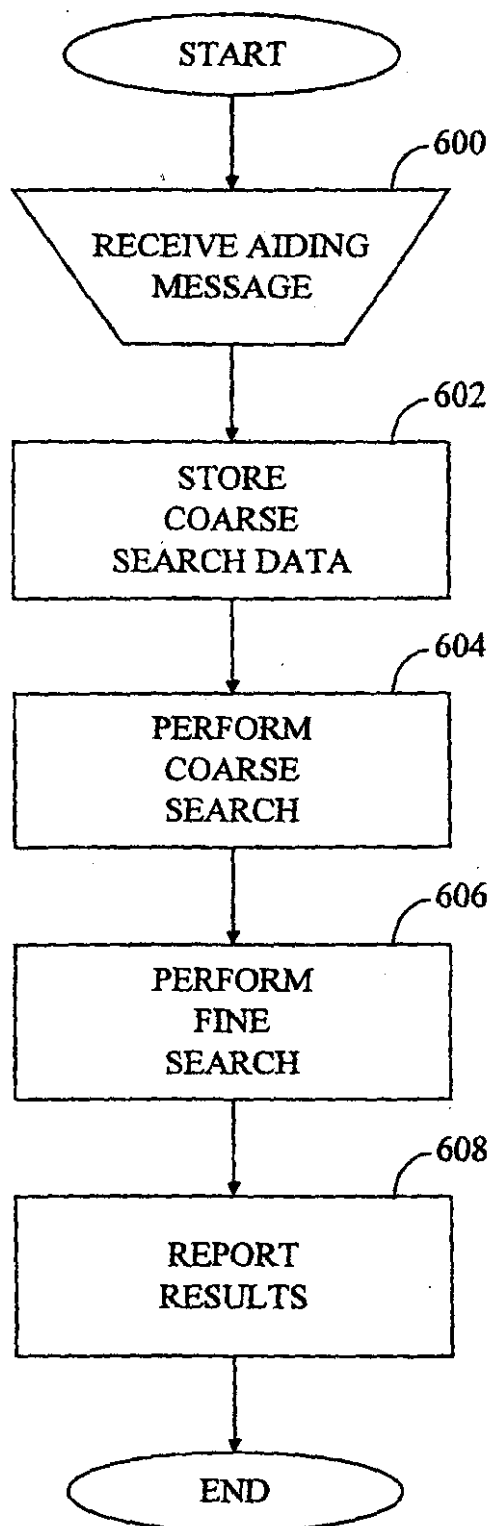 START
600
RECEIVE AIDING
MESSAGE
602
STORE
COARSE
SEARCH DATA
604
PERFORM
COARSE
SEARCH
606
PERFORM
FINE
SEARCH
608
REPORT
RESULTS
END